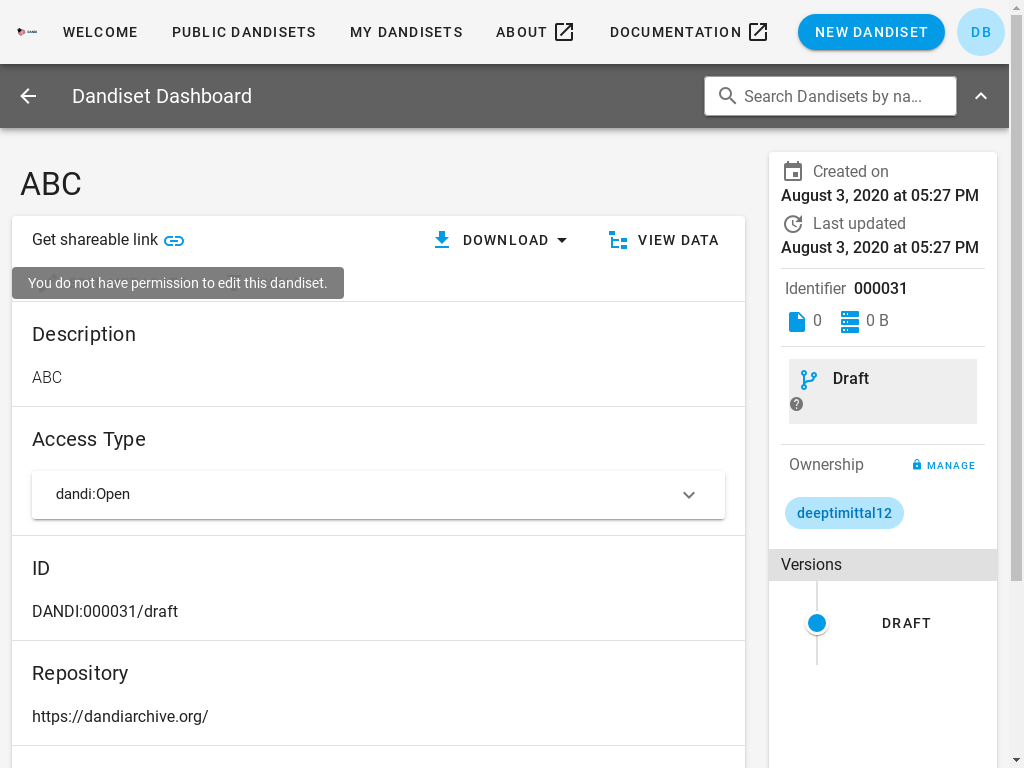 WELCOME
PUBLIC DANDISETS
MY DANDISETS
ABOUT
DOCUMENTATION
NEW DANDISET
DB
Dandiset Dashboard
Search Dandisets by na...
ABC
Get shareable link
DOWNLOAD
VIEW DATA
You do not have permission to edit this dandiset.
Description
ABC
Access Type
dandi:Open
ID
DANDI:000031/draft
Repository
https://dandiarchive.org/
Created on
August 3, 2020 at 05:27 PM
Last updated
August 3, 2020 at 05:27 PM
Identifier 000031
0
0 B
Draft
Ownership
MANAGE
deeptimittal12
Versions
DRAFT